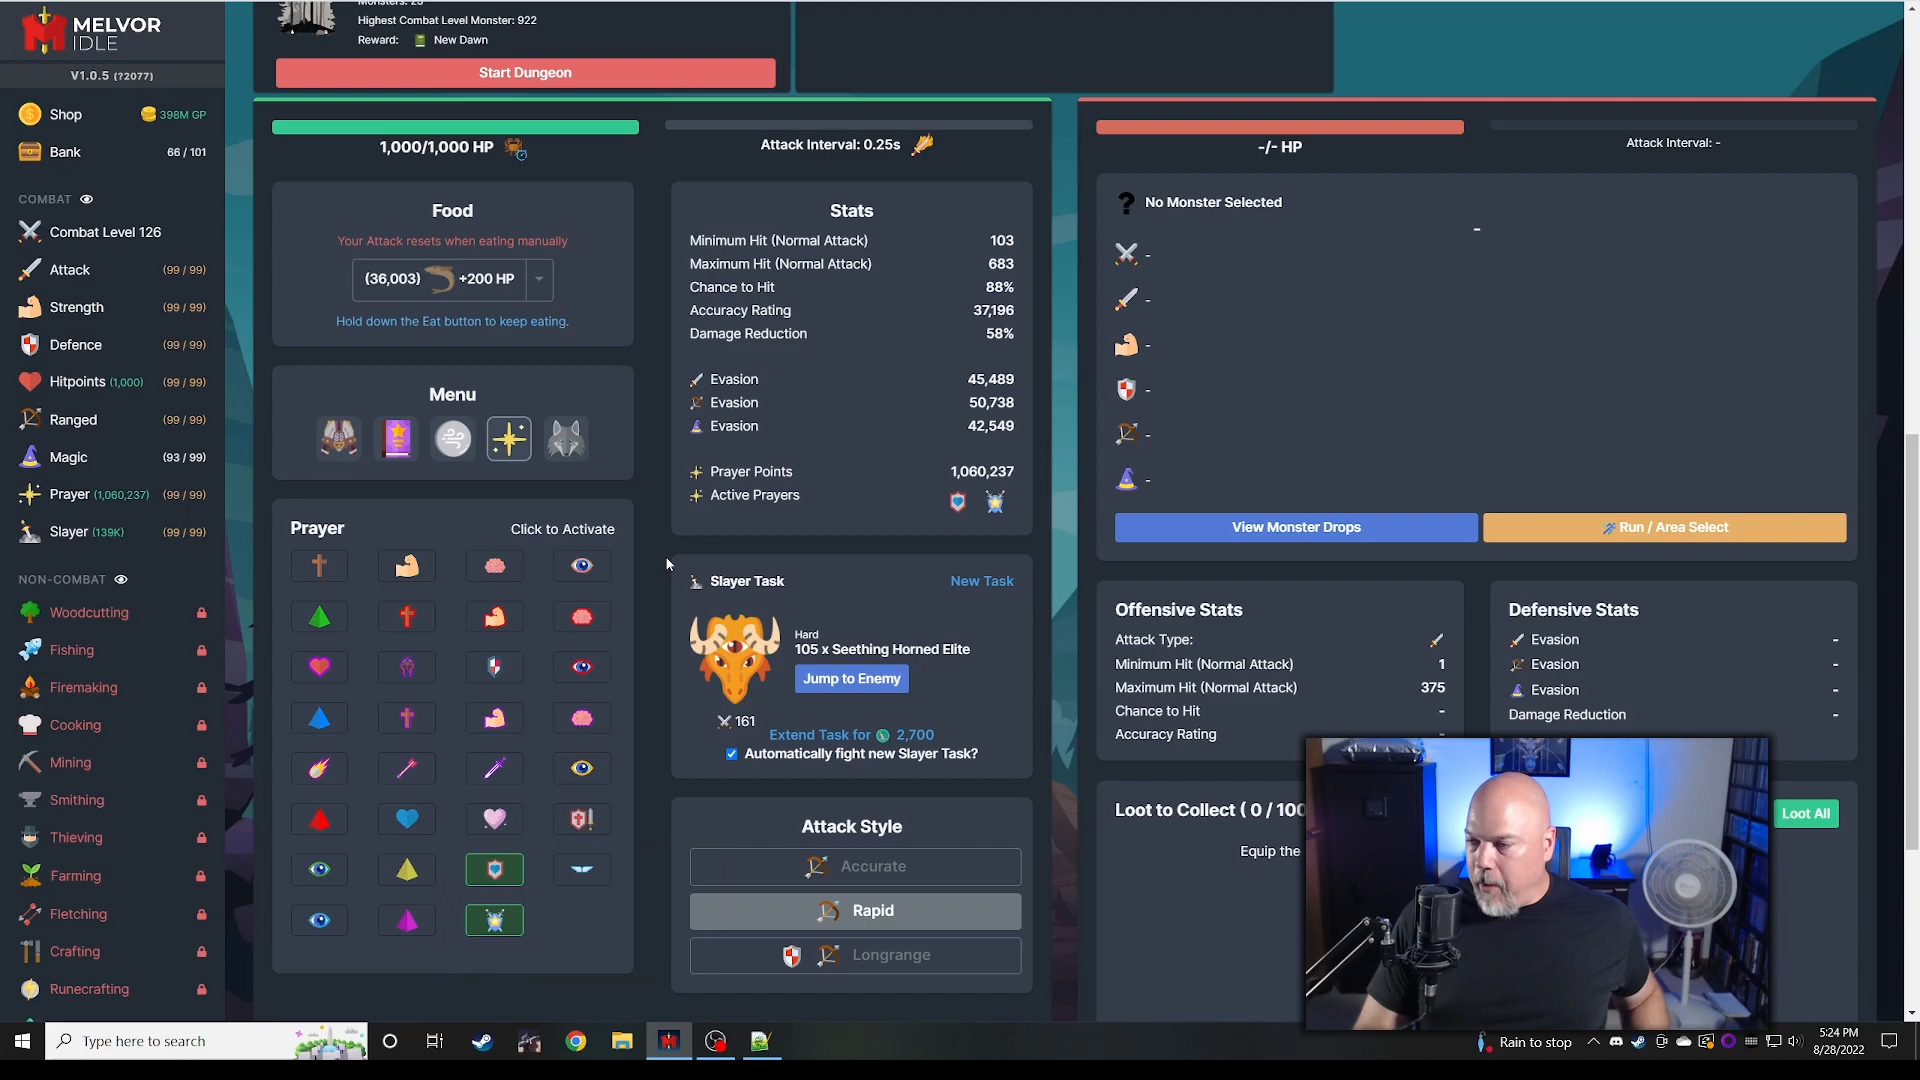 MELVOR
IDLE
V1.0.5 (?2077)
Shop 398M GP
Bank 66 / 101
COMBAT
Combat Level 126
Attack (99 / 99)
Strength (99 / 99)
Defence (99 / 99)
Hitpoints (1,000) (99 / 99)
Ranged (99 / 99)
Magic (93 / 99)
Prayer (1,060,237) (99 / 99)
Slayer (139K) (99 / 99)
NON-COMBAT
Woodcutting
Fishing
Firemaking
Cooking
Mining
Smithing
Thieving
Farming
Fletching
Crafting
Runecrafting
Highest Combat Level Monster: 922
Reward: New Dawn
Start Dungeon
1,000/1,000 HP
Attack Interval: 0.25s
Food
Your Attack resets when eating manually
(36,003) +200 HP
Hold down the Eat button to keep eating.
Menu
Prayer Click to Activate
Stats
Minimum Hit (Normal Attack) 103
Maximum Hit (Normal Attack) 683
Chance to Hit 88%
Accuracy Rating 37,196
Damage Reduction 58%
Evasion 45,489
Evasion 50,738
Evasion 42,549
Prayer Points 1,060,237
Active Prayers
Slayer Task New Task
Hard
105 x Seething Horned Elite
Jump to Enemy
161
Extend Task for 2,700
Automatically fight new Slayer Task?
Attack Style
Accurate
Rapid
Longrange
-/- HP
Attack Interval: -
No Monster Selected
-
-
-
-
-
-
-
View Monster Drops
Run / Area Select
Offensive Stats
Attack Type:
Minimum Hit (Normal Attack) 1
Maximum Hit (Normal Attack) 375
Chance to Hit -
Accuracy Rating
Defensive Stats
Evasion -
Evasion -
Evasion -
Damage Reduction -
Loot to Collect ( 0 / 100
Loot All
Equip the
Type here to search
Rain to stop
5:24 PM
8/28/2022